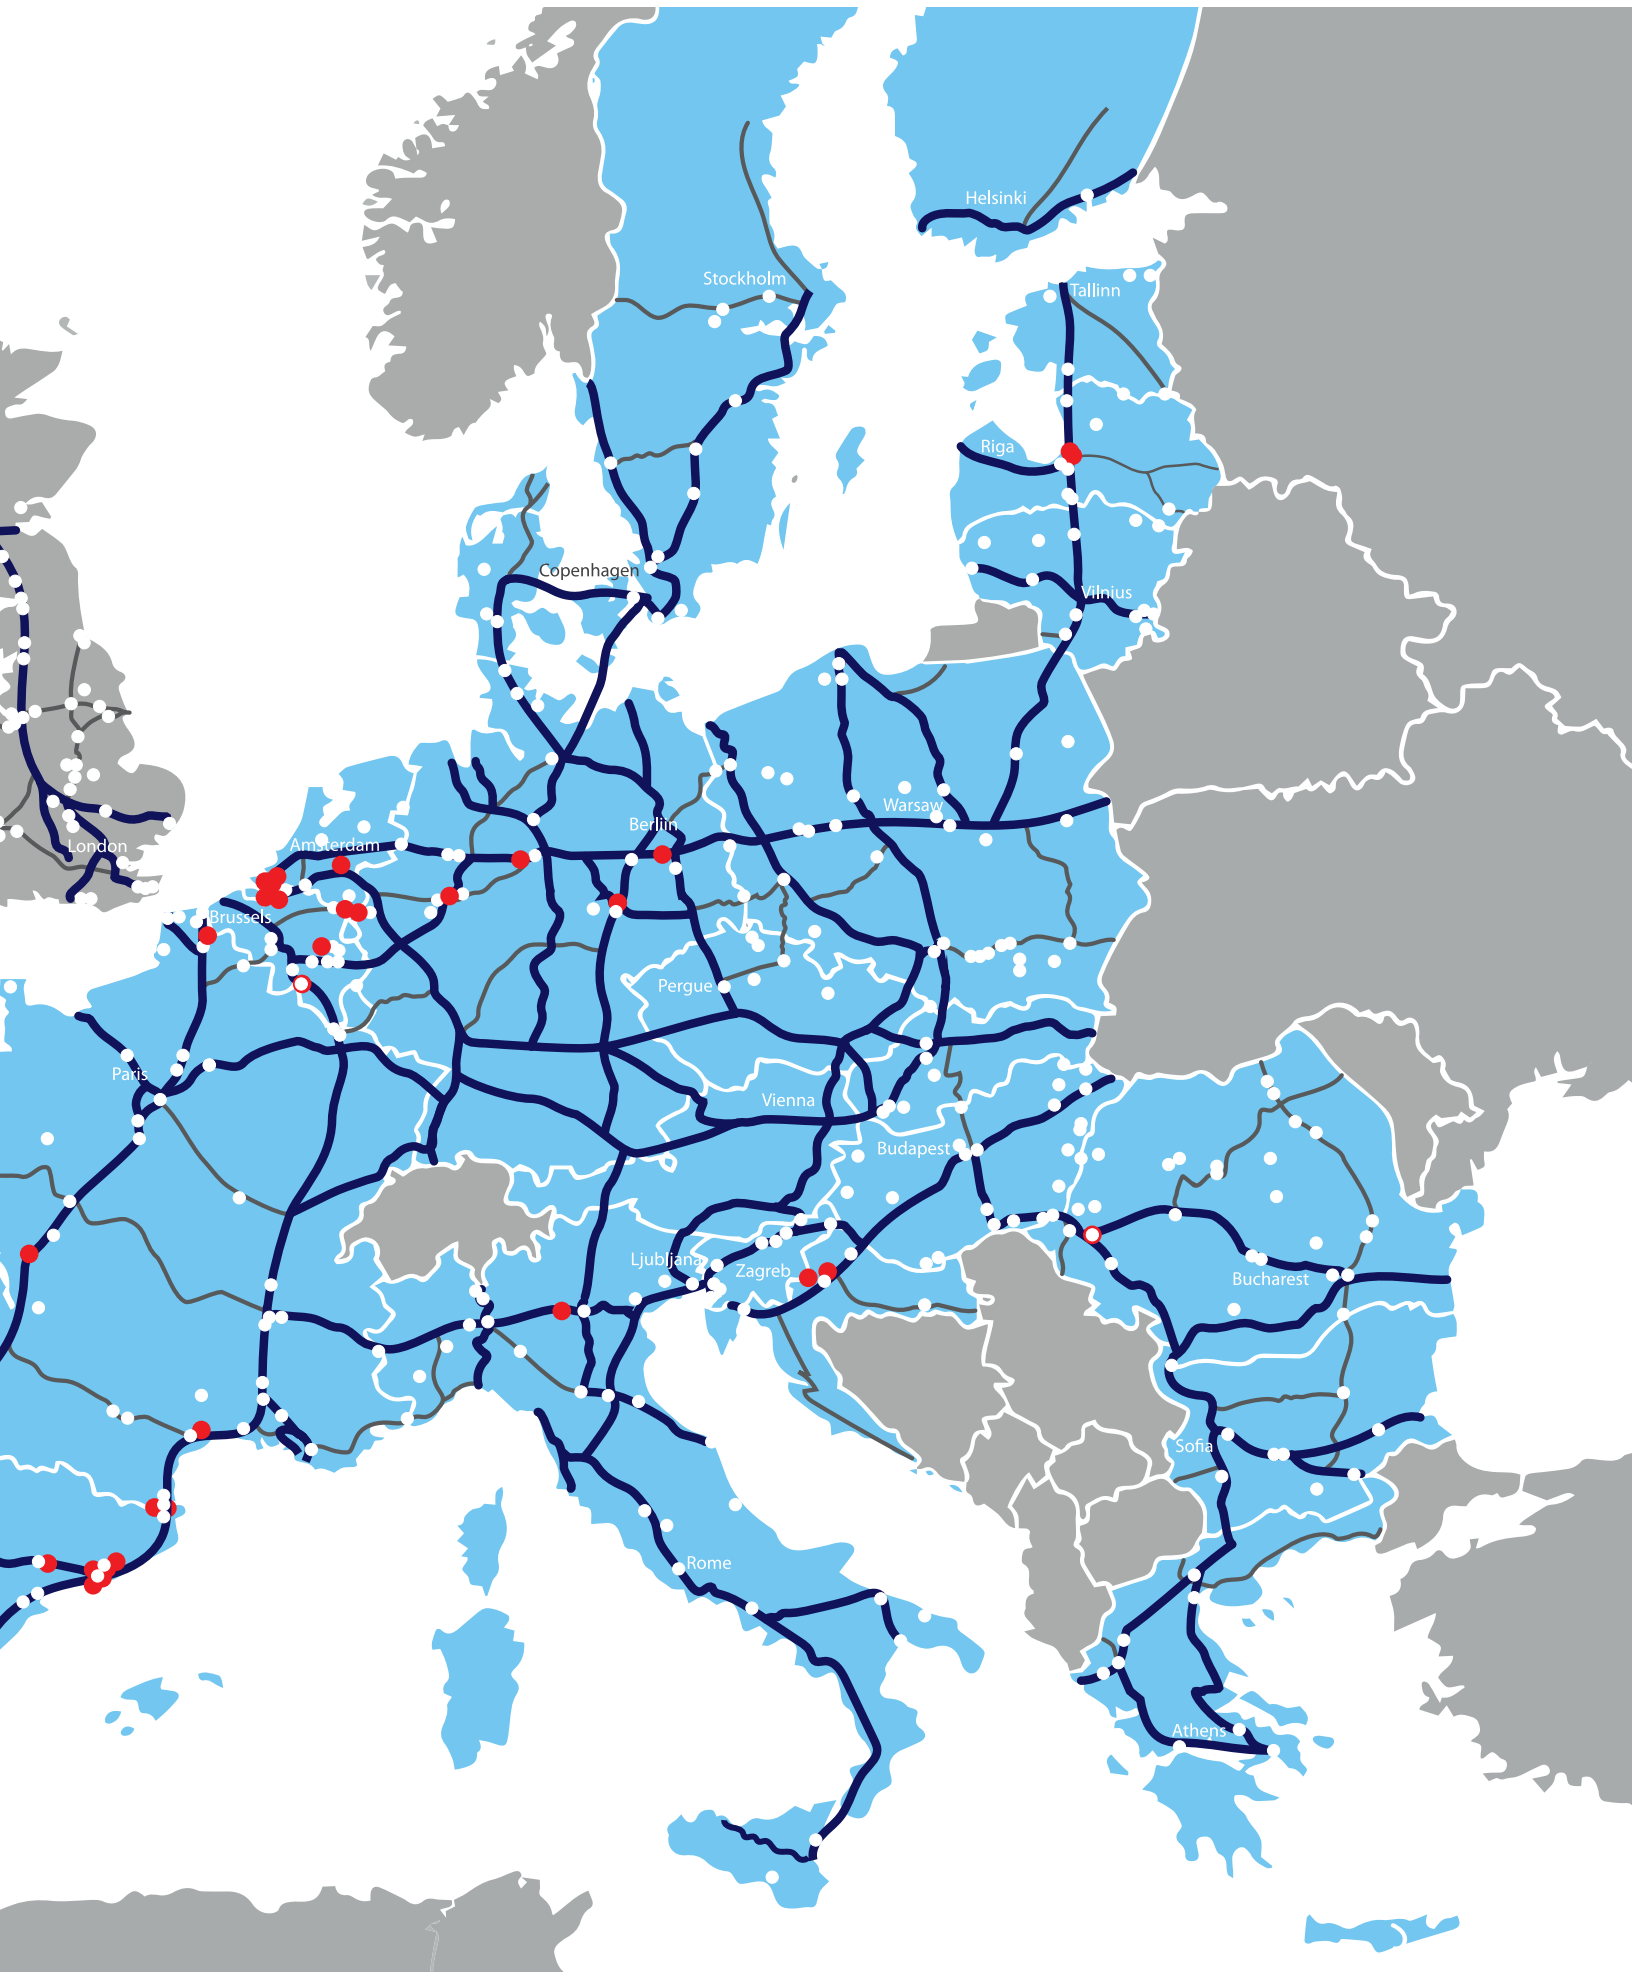 Helsinki
Stockholm
Tallinn
Riga
Copenhagen
Vilnius
Warsaw
Berliin
London
Amsterdam
Brussels
Pergue
Paris
Vienna
Budapest
Ljubljana
Zagreb
Bucharest
Sofia
Rome
Athens